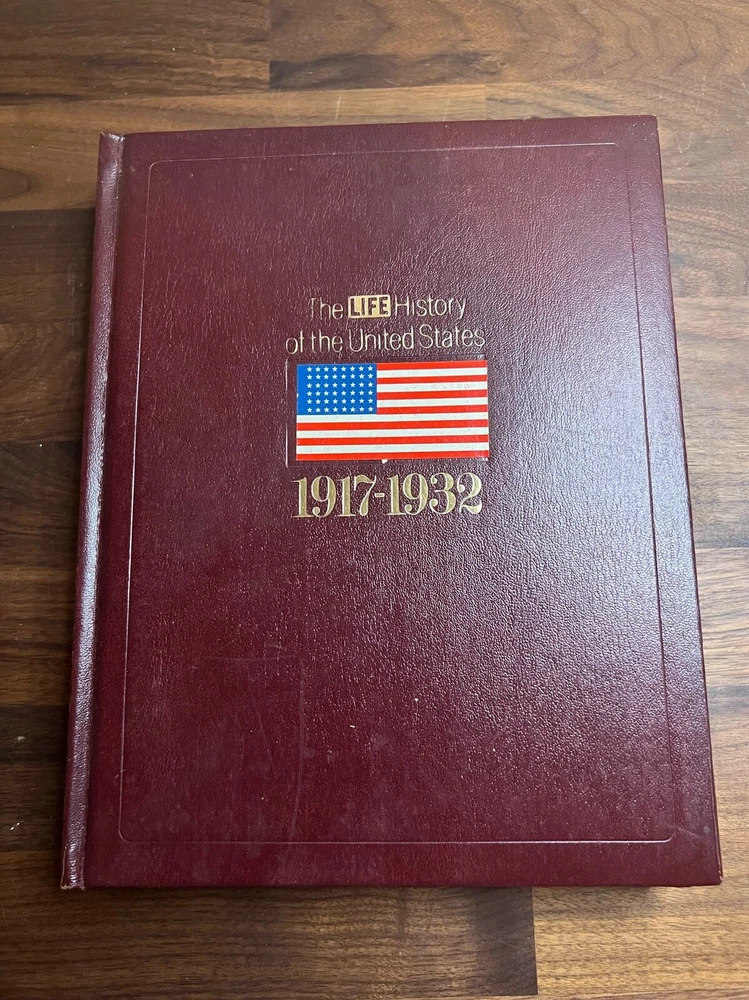 The LIFE History
of the United States
1917-1932